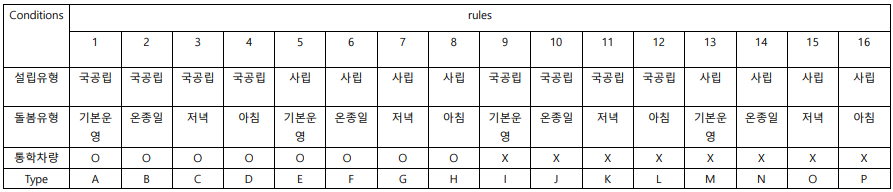 Conditions rules
1 2 3 4 5 6 7 8 9 10 11 12 13 14 15 16
설립유형 국공립 국공립 국공립 국공립 사립 사립 사립 사립 국공립 국공립 국공립 국공립 사립 사립 사립 사립
돌봄유형 기본운영 온종일 저녁 아침 기본운영 온종일 저녁 아침 기본운영 온종일 저녁 아침 기본운영 온종일 저녁 아침
통학차량 O O O O O O O O X X X X X X X X
Type A B C D E F G H I J K L M N O P